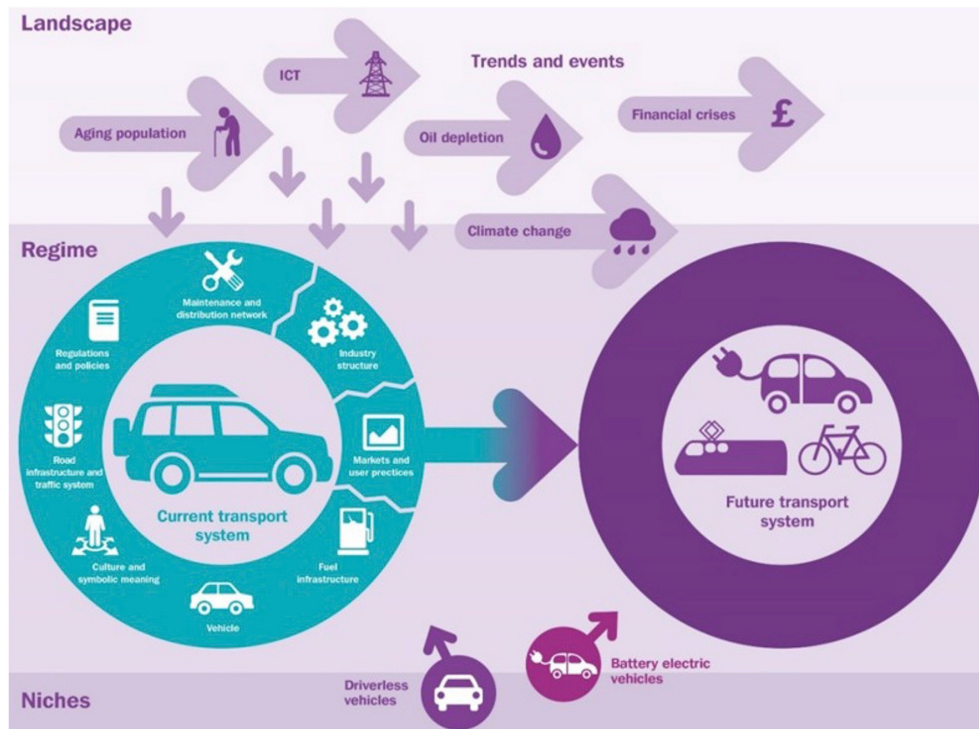 Landscape
ICT
Trends and events
Aging population
Oil depletion
Financial crises
£
Climate change
Regime
Maintenance and
distribution network
Industry
structure
Regulations
and policies
Road
infrastructure and
traffic system
Markets and
user prectices
Current transport
system
Culture and
symbolic meaning
Fuel
infrastructure
Vehicle
Future transport
system
Driverless
vehicles
Battery electric
vehicles
Niches